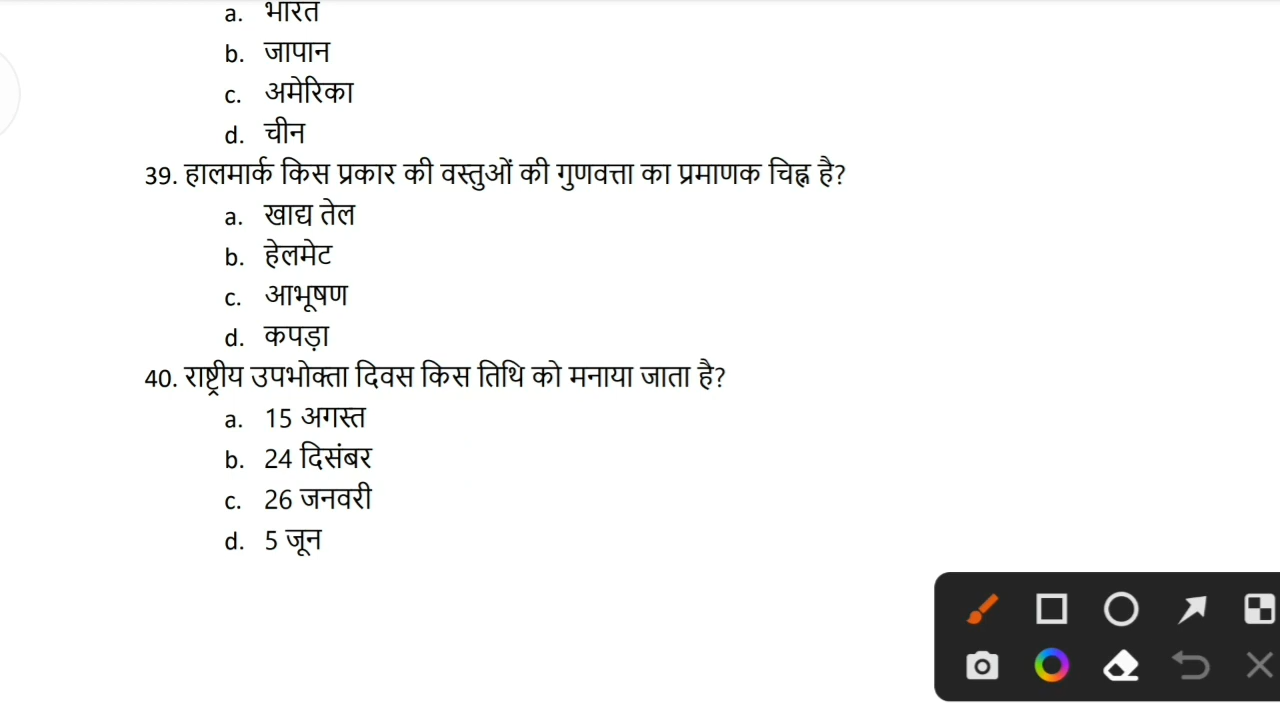 a. भारत
b. जापान
c. अमेरिका
d. चीन
39. हालमार्क किस प्रकार की वस्तुओं की गुणवत्ता का प्रमाणक चिह्न है?
a. खाद्य तेल
b. हेलमेट
c. आभूषण
d. कपड़ा
40. राष्ट्रीय उपभोक्ता दिवस किस तिथि को मनाया जाता है?
a. 15 अगस्त
b. 24 दिसंबर
c. 26 जनवरी
d. 5 जून